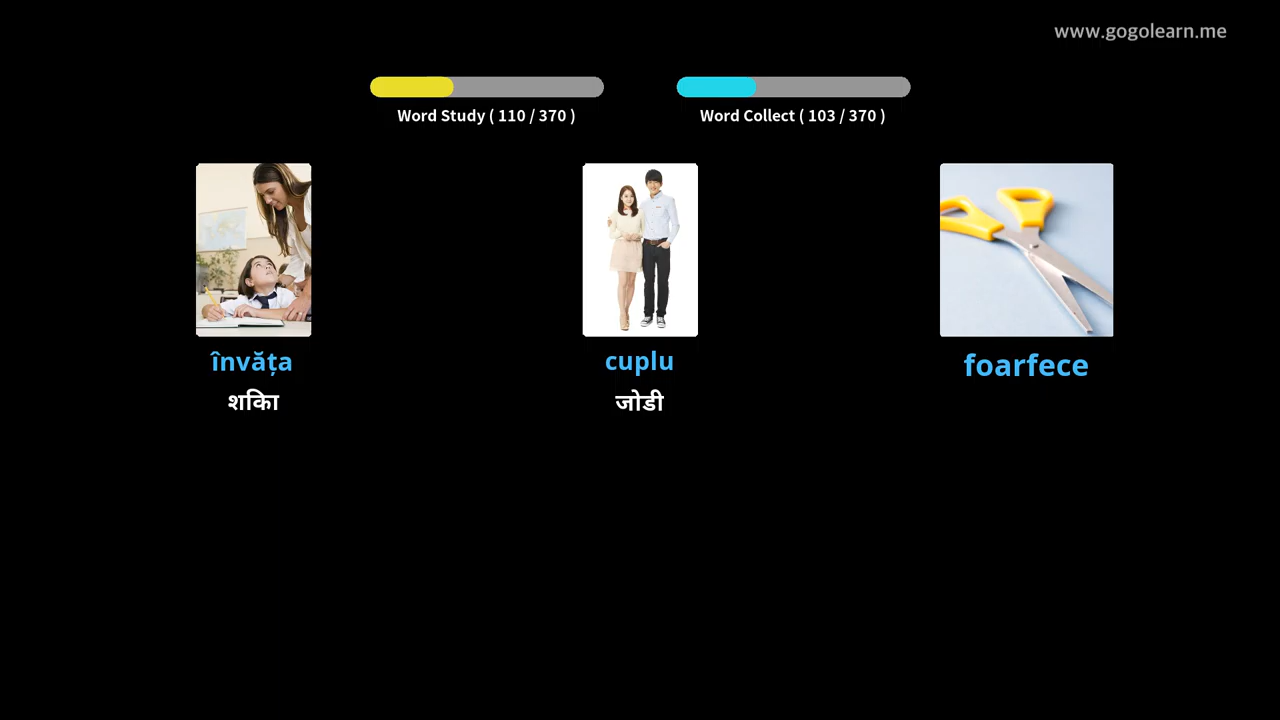 www.gogolearn.me
Word Study ( 110 / 370 )
Word Collect ( 103 / 370 )
învăța
शकिा
cuplu
जोडी
foarfece